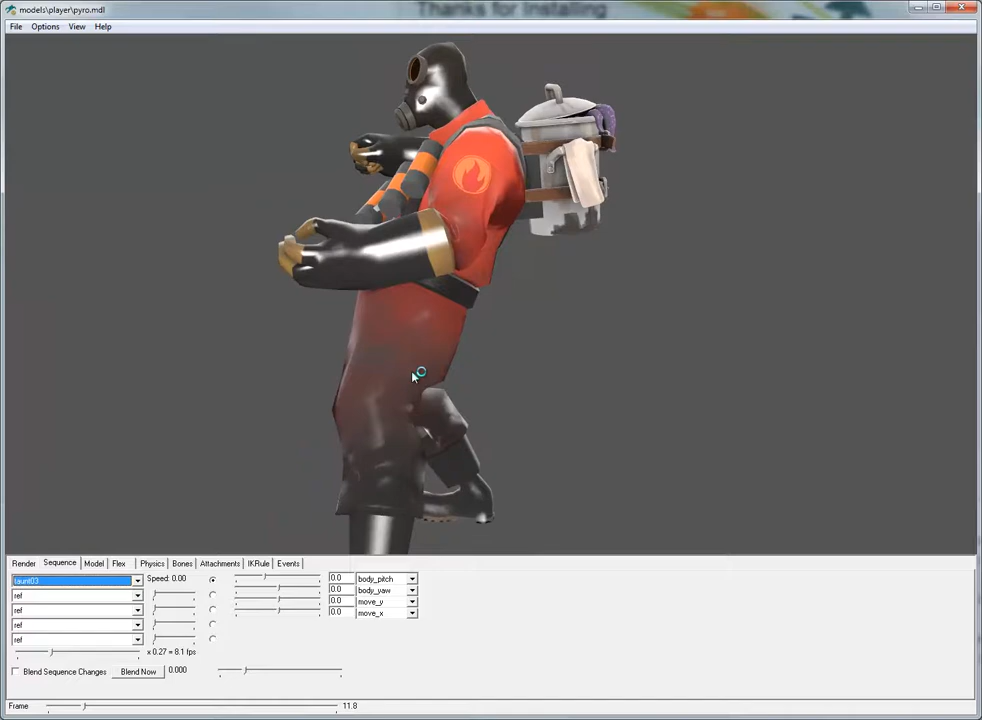 models\player\pyro.mdl
Thnks for Installing
File Options View Help
Render Sequence Model Flex Physics Bones Attachments IKRule Events
taunt03 Speed: 0.00 0.0 body_pitch
ref 0.0 body_yaw
ref 0.0 move_y
ref 0.0 move_x
ref
x 0.27 = 8.1 fps
Blend Sequence Changes Blend Now 0.000
Frame 11.8